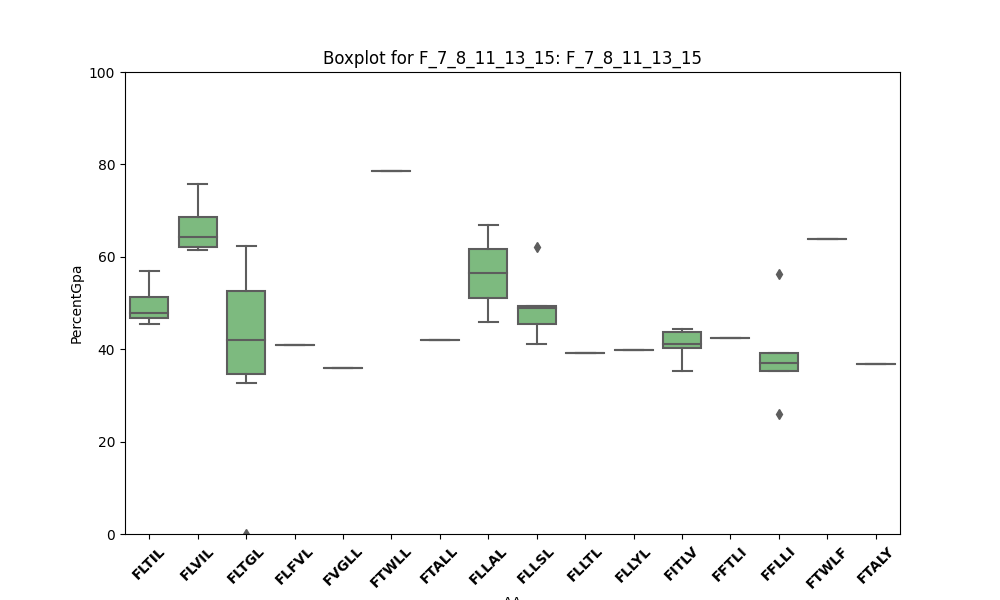 Boxplot for F_7_8_11_13_15: F_7_8_11_13_15
100
80
60
40
20
0
PercentGpa
FLTIL
FLVIL
FLTGL
FLFVL
FVGLL
FTWLL
FTALL
FLLAL
FLLSL
FLLTL
FLLYL
FITLV
FFTLI
FFLLI
FTWLF
FTALY